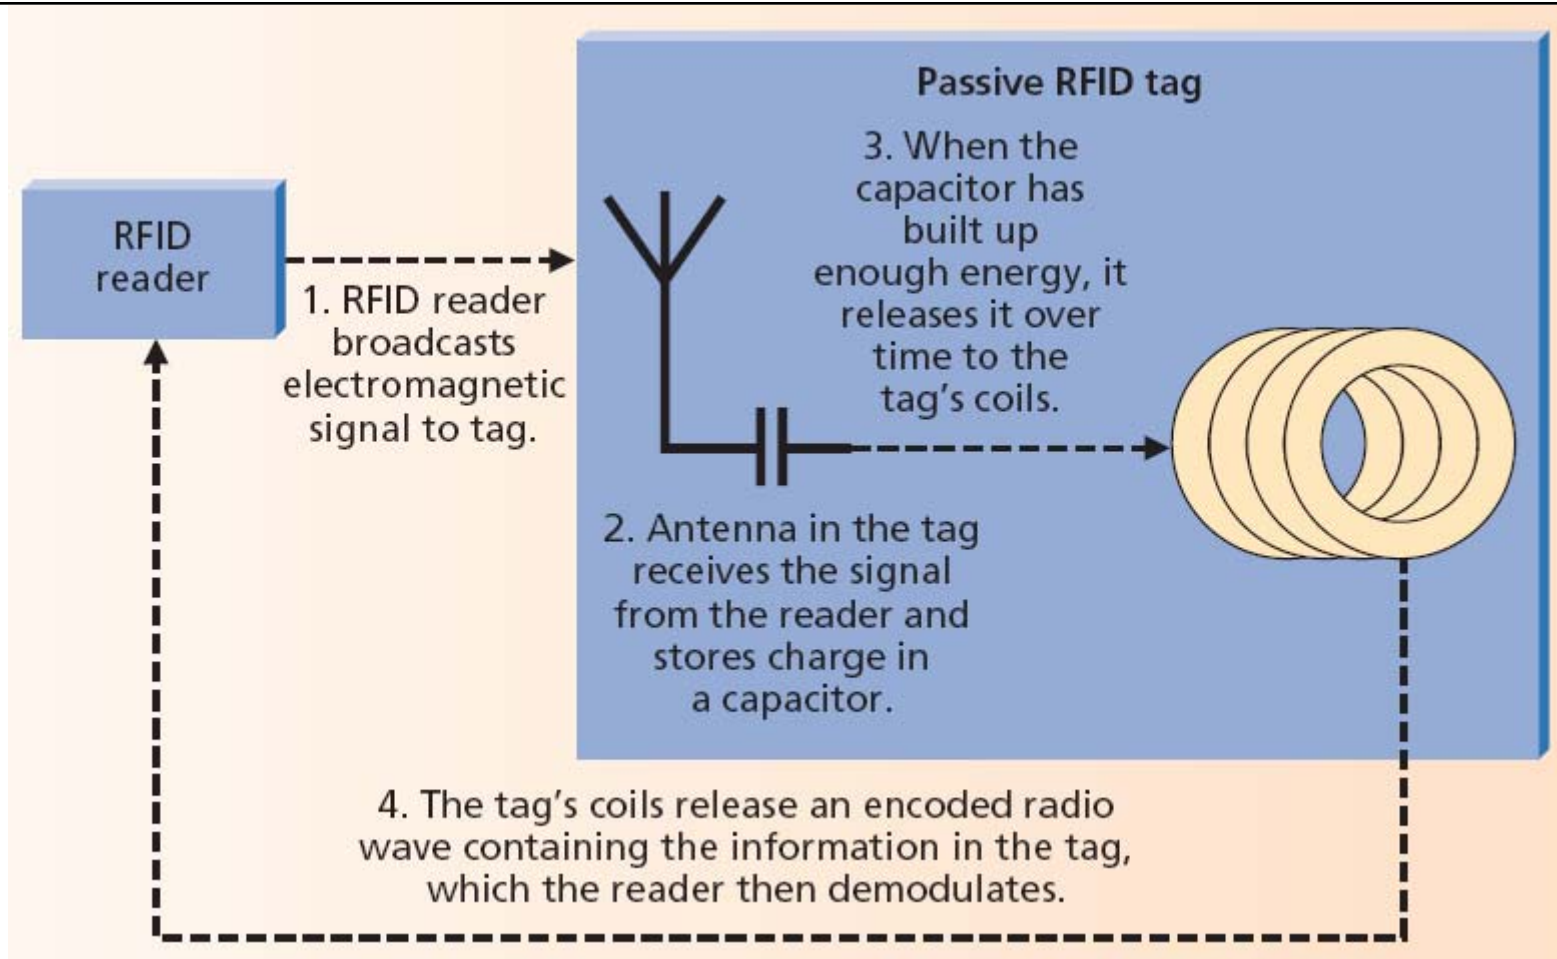 Passive RFID tag
RFID
reader
1. RFID reader
broadcasts
electromagnetic
signal to tag.
2. Antenna in the tag
receives the signal
from the reader and
stores charge in
a capacitor.
3. When the
capacitor has
built up
enough energy, it
releases it over
time to the
tag’s coils.
4. The tag’s coils release an encoded radio
wave containing the information in the tag,
which the reader then demodulates.